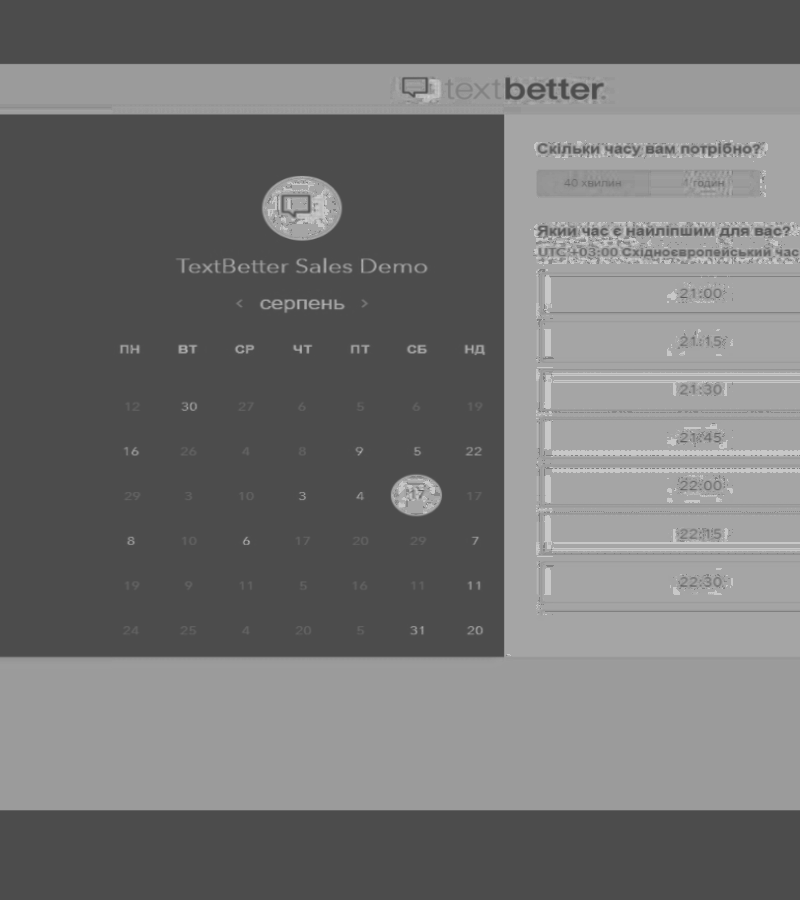 textbetter
TextBetter Sales Demo
‹ серпень ›
ПН ВТ СР ЧТ ПТ СБ НД
12 30 27 6 5 6 19
16 26 4 8 9 5 22
29 3 10 3 4 17 17
8 10 6 17 20 29 7
19 9 11 5 16 11 11
24 25 4 20 5 31 20
Скільки часу вам потрібно?
40 хвилин 4 годин
Який час є найліпшим для вас?
UTC +03:00 Східноєвропейський час
21:00
21:15
21:30
21:45
22:00
22:15
22:30